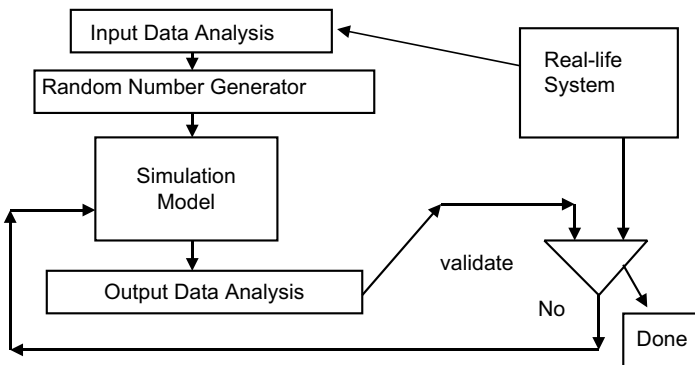 Input Data Analysis
Real-life
System
Random Number Generator
Simulation
Model
validate
Output Data Analysis
No
Done